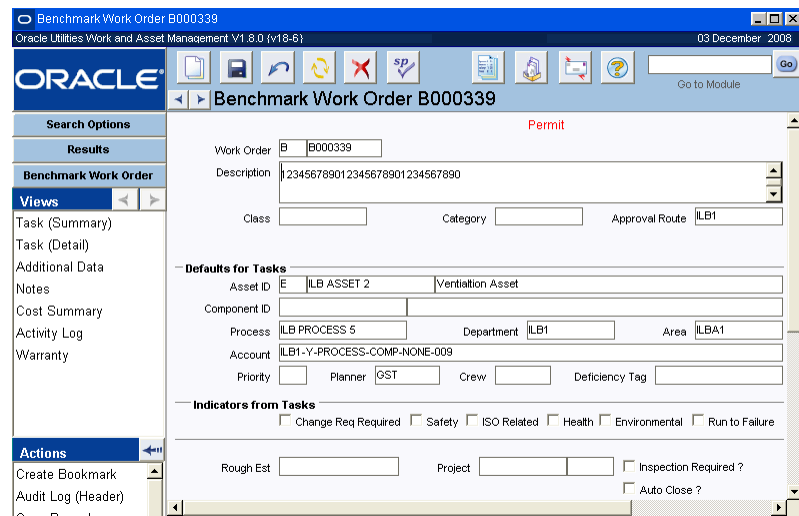 Benchmark Work Order B000339
Oracle Utilities Work and Asset Management V1.8.0 (v18-6) 03 December 2008
ORACLE
sp
Go
Go to Module
Benchmark Work Order B000339
Search Options
Results
Benchmark Work Order
Views
Task (Summary)
Task (Detail)
Additional Data
Notes
Cost Summary
Activity Log
Warranty
Actions
Create Bookmark
Audit Log (Header)
Permit
Work Order B B000339
Description 123456789012345678901234567890
Class Category Approval Route ILB1
Defaults for Tasks
Asset ID E ILB ASSET 2 Ventialtion Asset
Component ID
Process ILB PROCESS 5 Department ILB1 Area ILBA1
Account ILB1-Y-PROCESS-COMP-NONE-009
Priority Planner GST Crew Deficiency Tag
Indicators from Tasks
Change Req Required Safety ISO Related Health Environmental Run to Failure
Rough Est Project Inspection Required ?
Auto Close ?